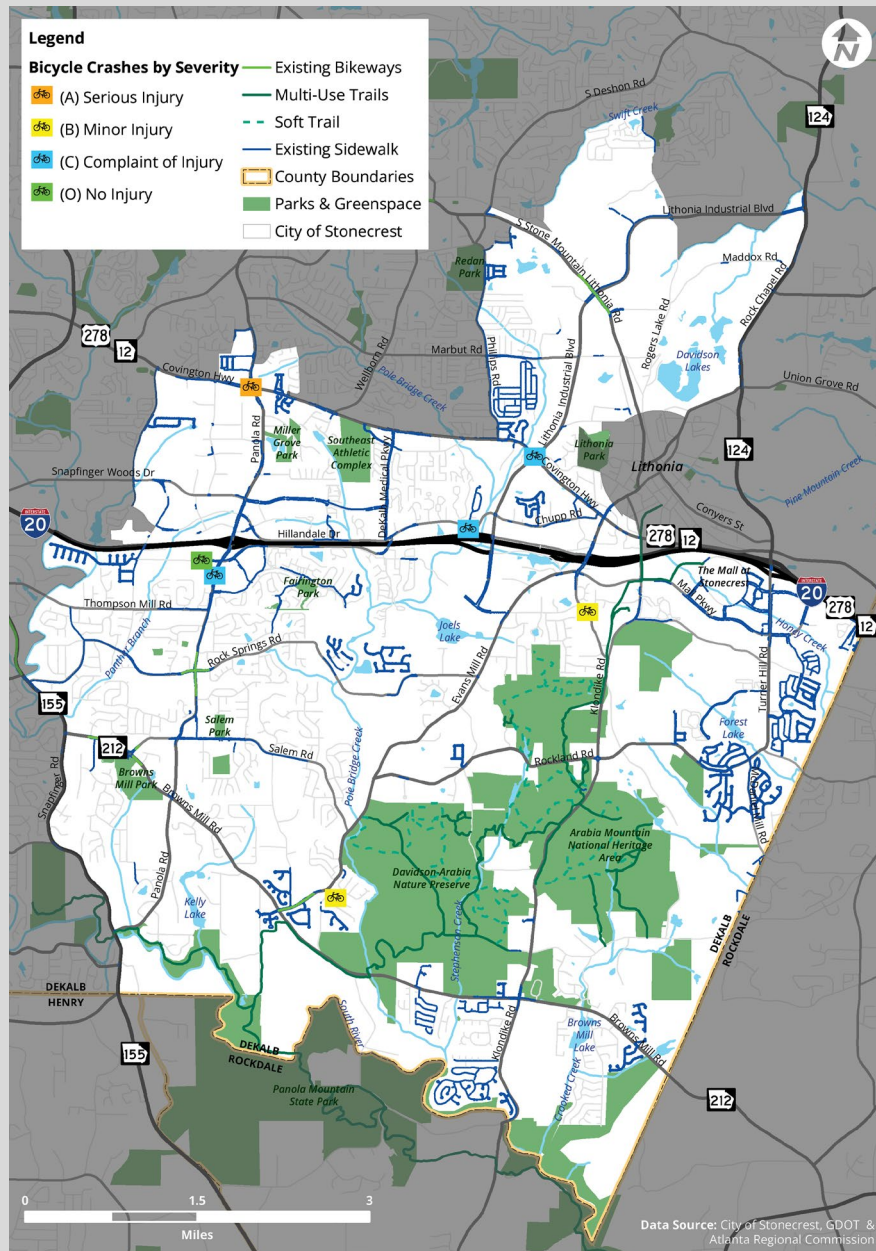 Legend
Bicycle Crashes by Severity
(A) Serious Injury
(B) Minor Injury
(C) Complaint of Injury
(O) No Injury
Existing Bikeways
Multi-Use Trails
Soft Trail
Existing Sidewalk
County Boundaries
Parks & Greenspace
City of Stonecrest
N
S Deshon Rd
Swift Creek
124
Lithonia Industrial Blvd
S Stone Mountain Lithonia Rd
Redan
Park
Maddox Rd
Rock Chapel Rd
Rogers Lake Rd
278
12
Covington Hwy
Wellborn Rd
Marbut Rd
Phillips Rd
Lithonia Industrial Blvd
Davidson
Lakes
Union Grove Rd
Pole Bridge Creek
Panola Rd
Miller
Grove
Park
Southeast
Athletic
Complex
DeKalb Medical Pkwy
Lithonia
Park
Lithonia
124
Snapfinger Woods Dr
Covington Hwy
Pine Mountain Creek
INTERSTATE
20
Hillandale Dr
Chupp Rd
Conyers St
278
12
The Mall at
Stonecrest
Mall Pkwy
INTERSTATE
20
278
12
Fairington
Park
Thompson Mill Rd
Panther Branch
Joels
Lake
Honey Creek
Rock Springs Rd
Evans Mill Rd
Klondike Rd
Turner Hill Rd
155
Salem
Park
Forest
Lake
212
Salem Rd
Rockland Rd
Browns
Mill Park
Snapfinger Rd
Browns Mill Rd
Pole Bridge Creek
Arabia Mountain
National Heritage
Area
Panola Rd
Davidson-Arabia
Nature Preserve
Kelly
Lake
Stephenson Creek
DEKALB
ROCKDALE
DEKALB
HENRY
South River
Klondike Rd
Browns
Mill
Lake
Browns Mill Rd
155
DEKALB
ROCKDALE
Panola Mountain
State Park
Crooked Creek
212
0
1.5
3
Miles
Data Source: City of Stonecrest, GDOT &
Atlanta Regional Commission